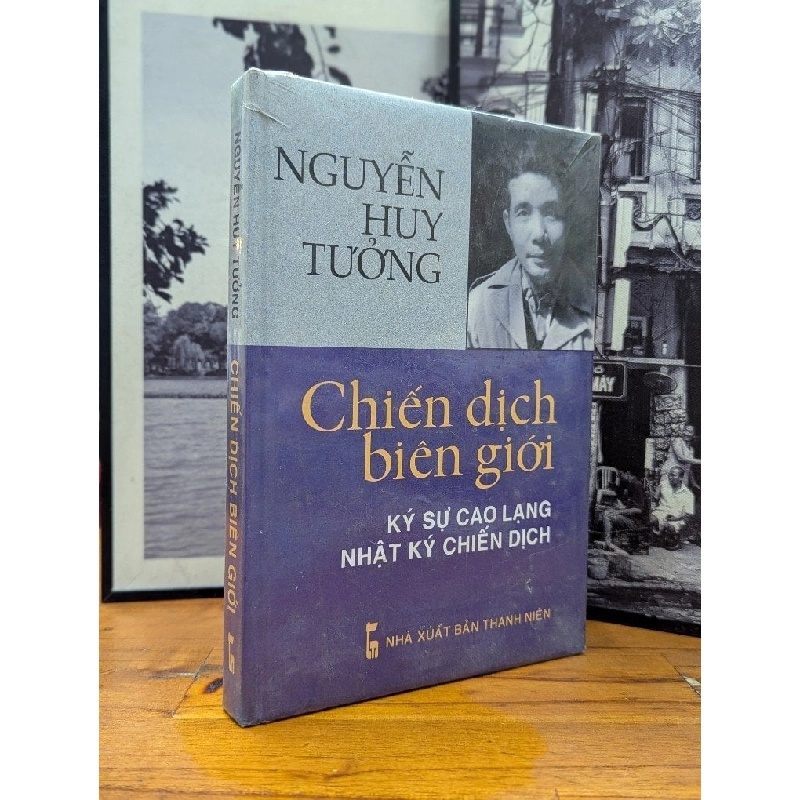 NGUYỄN
HUY
TƯỞNG
Chiến dịch
biên giới
KÝ SỰ CAO LẠNG
NHẬT KÝ CHIẾN DỊCH
NHÀ XUẤT BẢN THANH NIÊN
NGUYỄN HUY TƯỞNG CHIẾN DỊCH BIÊN GIỚI
MÁY